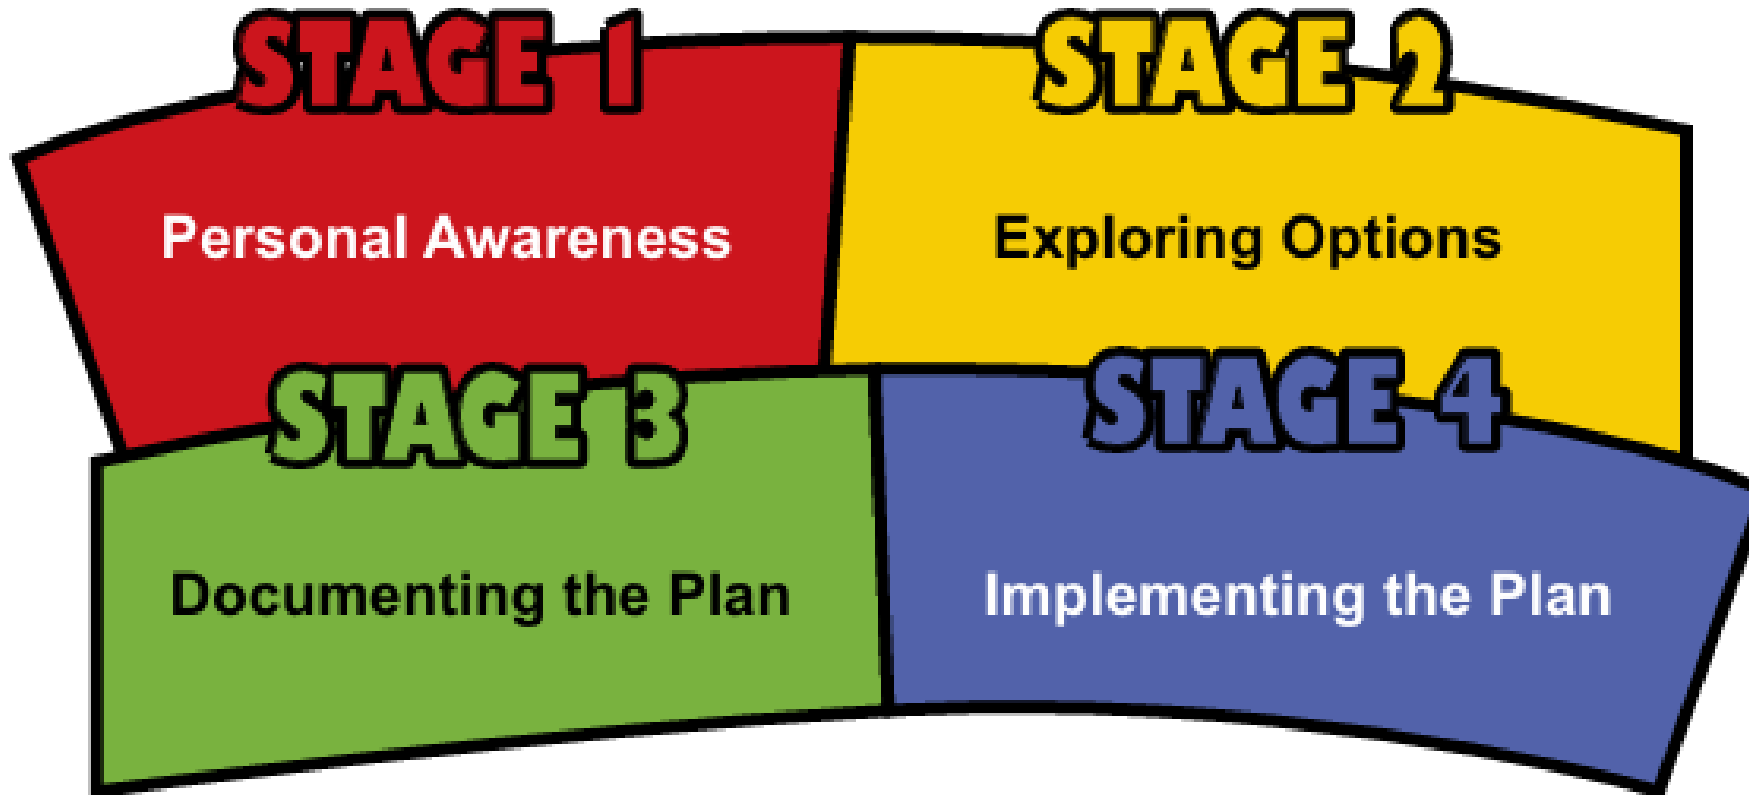 STAGE 1
Personal Awareness
STAGE 2
Exploring Options
STAGE 3
Documenting the Plan
STAGE 4
Implementing the Plan